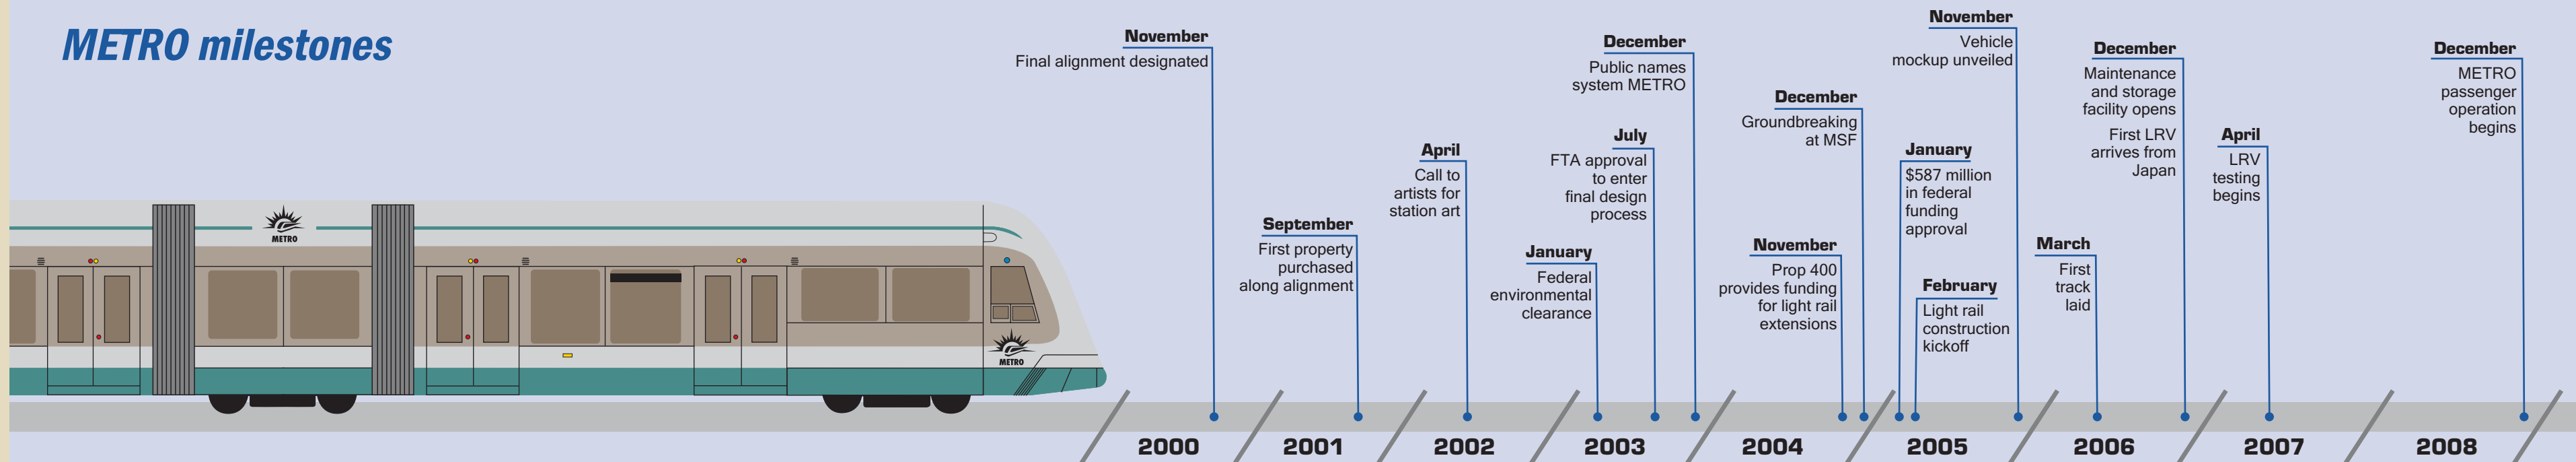 METRO milestones
METRO
METRO
November
Final alignment designated
September
First property
purchased
along alignment
April
Call to
artists for
station art
January
Federal
environmental
clearance
July
FTA approval
to enter
final design
process
December
Public names
system METRO
November
Prop 400
provides funding
for light rail
extensions
December
Groundbreaking
at MSF
January
$587 million
in federal
funding
approval
February
Light rail
construction
kickoff
November
Vehicle
mockup unveiled
March
First
track
laid
December
Maintenance
and storage
facility opens
First LRV
arrives from
Japan
April
LRV
testing
begins
December
METRO
passenger
operation
begins
2000
2001
2002
2003
2004
2005
2006
2007
2008